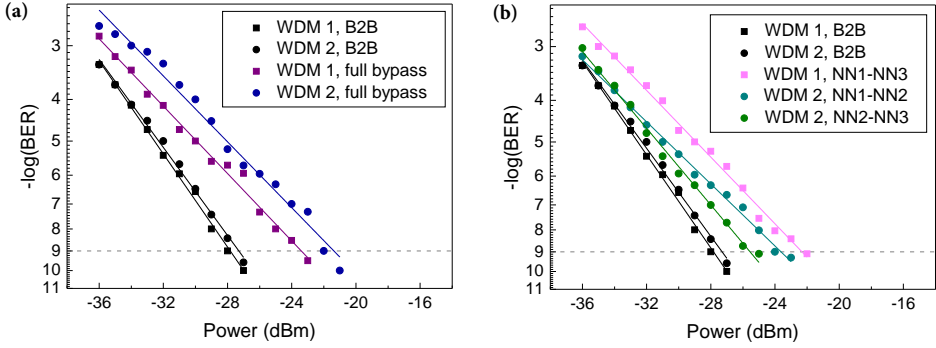 (a)
WDM 1, B2B
WDM 2, B2B
WDM 1, full bypass
WDM 2, full bypass
3
4
5
6
7
8
9
10
11
-log(BER)
-36 -32 -28 -24 -20 -16
Power (dBm)
(b)
WDM 1, B2B
WDM 2, B2B
WDM 1, NN1-NN3
WDM 2, NN1-NN2
WDM 2, NN2-NN3
3
4
5
6
7
8
9
10
11
-log(BER)
-36 -32 -28 -24 -20 -16
Power (dBm)